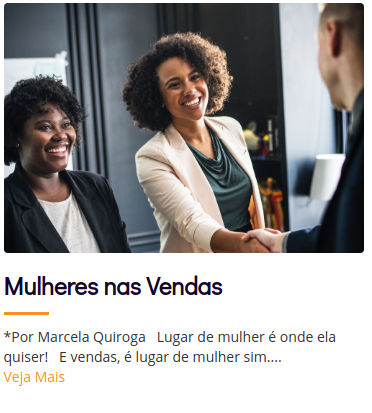 Mulheres nas Vendas
*Por Marcela Quiroga   Lugar de mulher é onde ela
quiser!   E vendas, é lugar de mulher sim....
Veja Mais